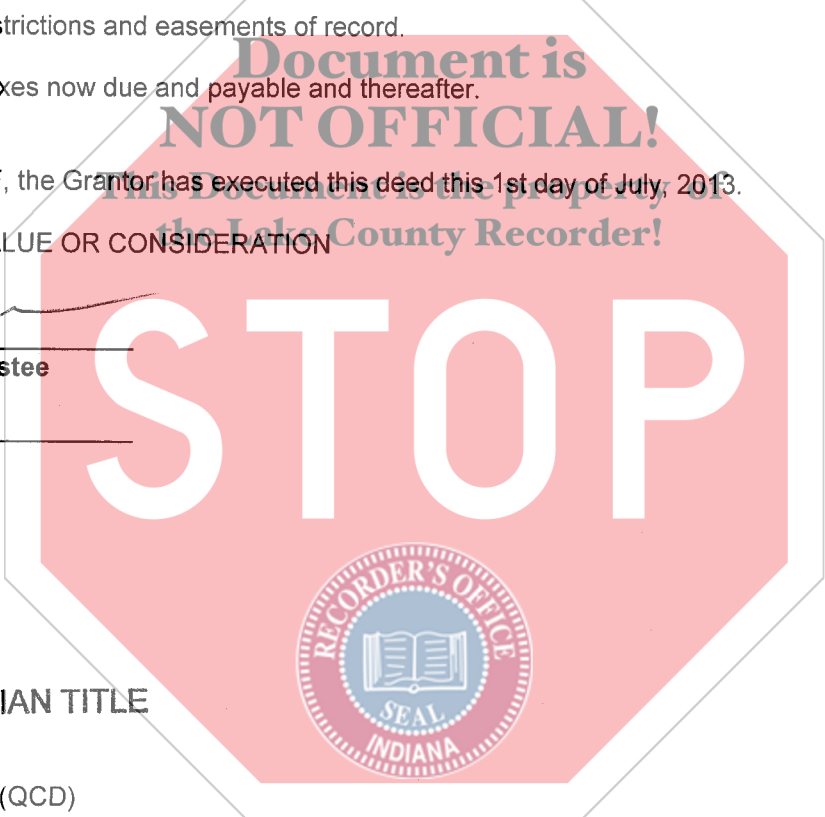 strictions and easements of record.
Document is
xes now due and payable and thereafter.
NOT OFFICIAL!
, the Grantor has executed this deed this 1st day of July, 2013.
This Document is the property of
the Lake County Recorder!
LUE OR CONSIDERATION
stee
STOP
RECORDER'S OFFICE
SEAL
INDIANA
IAN TITLE
(QCD)